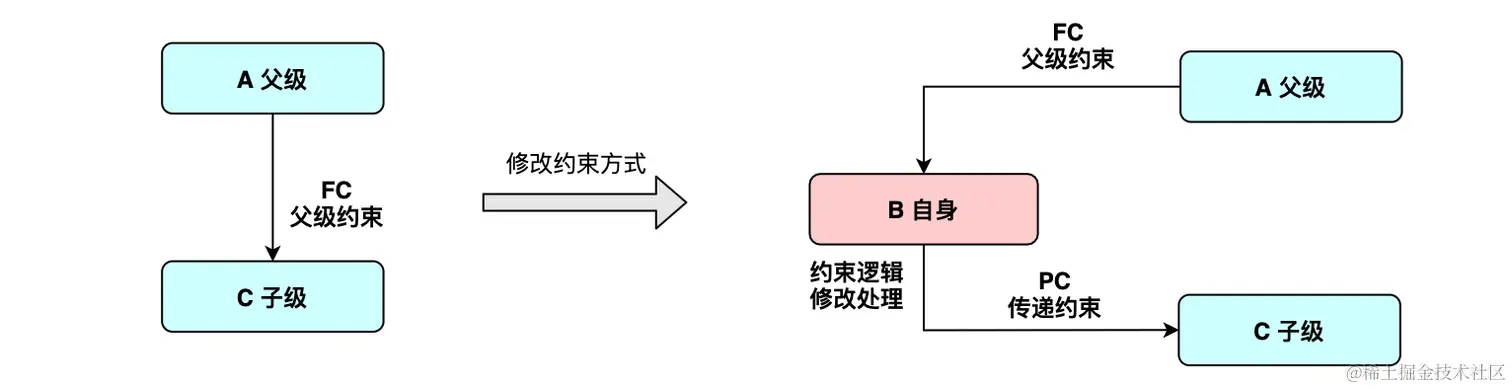 A 父级
FC
父级约束
C 子级
修改约束方式
FC
父级约束
A 父级
B 自身
约束逻辑
修改处理
PC
传递约束
C 子级
@稀土掘金技术社区